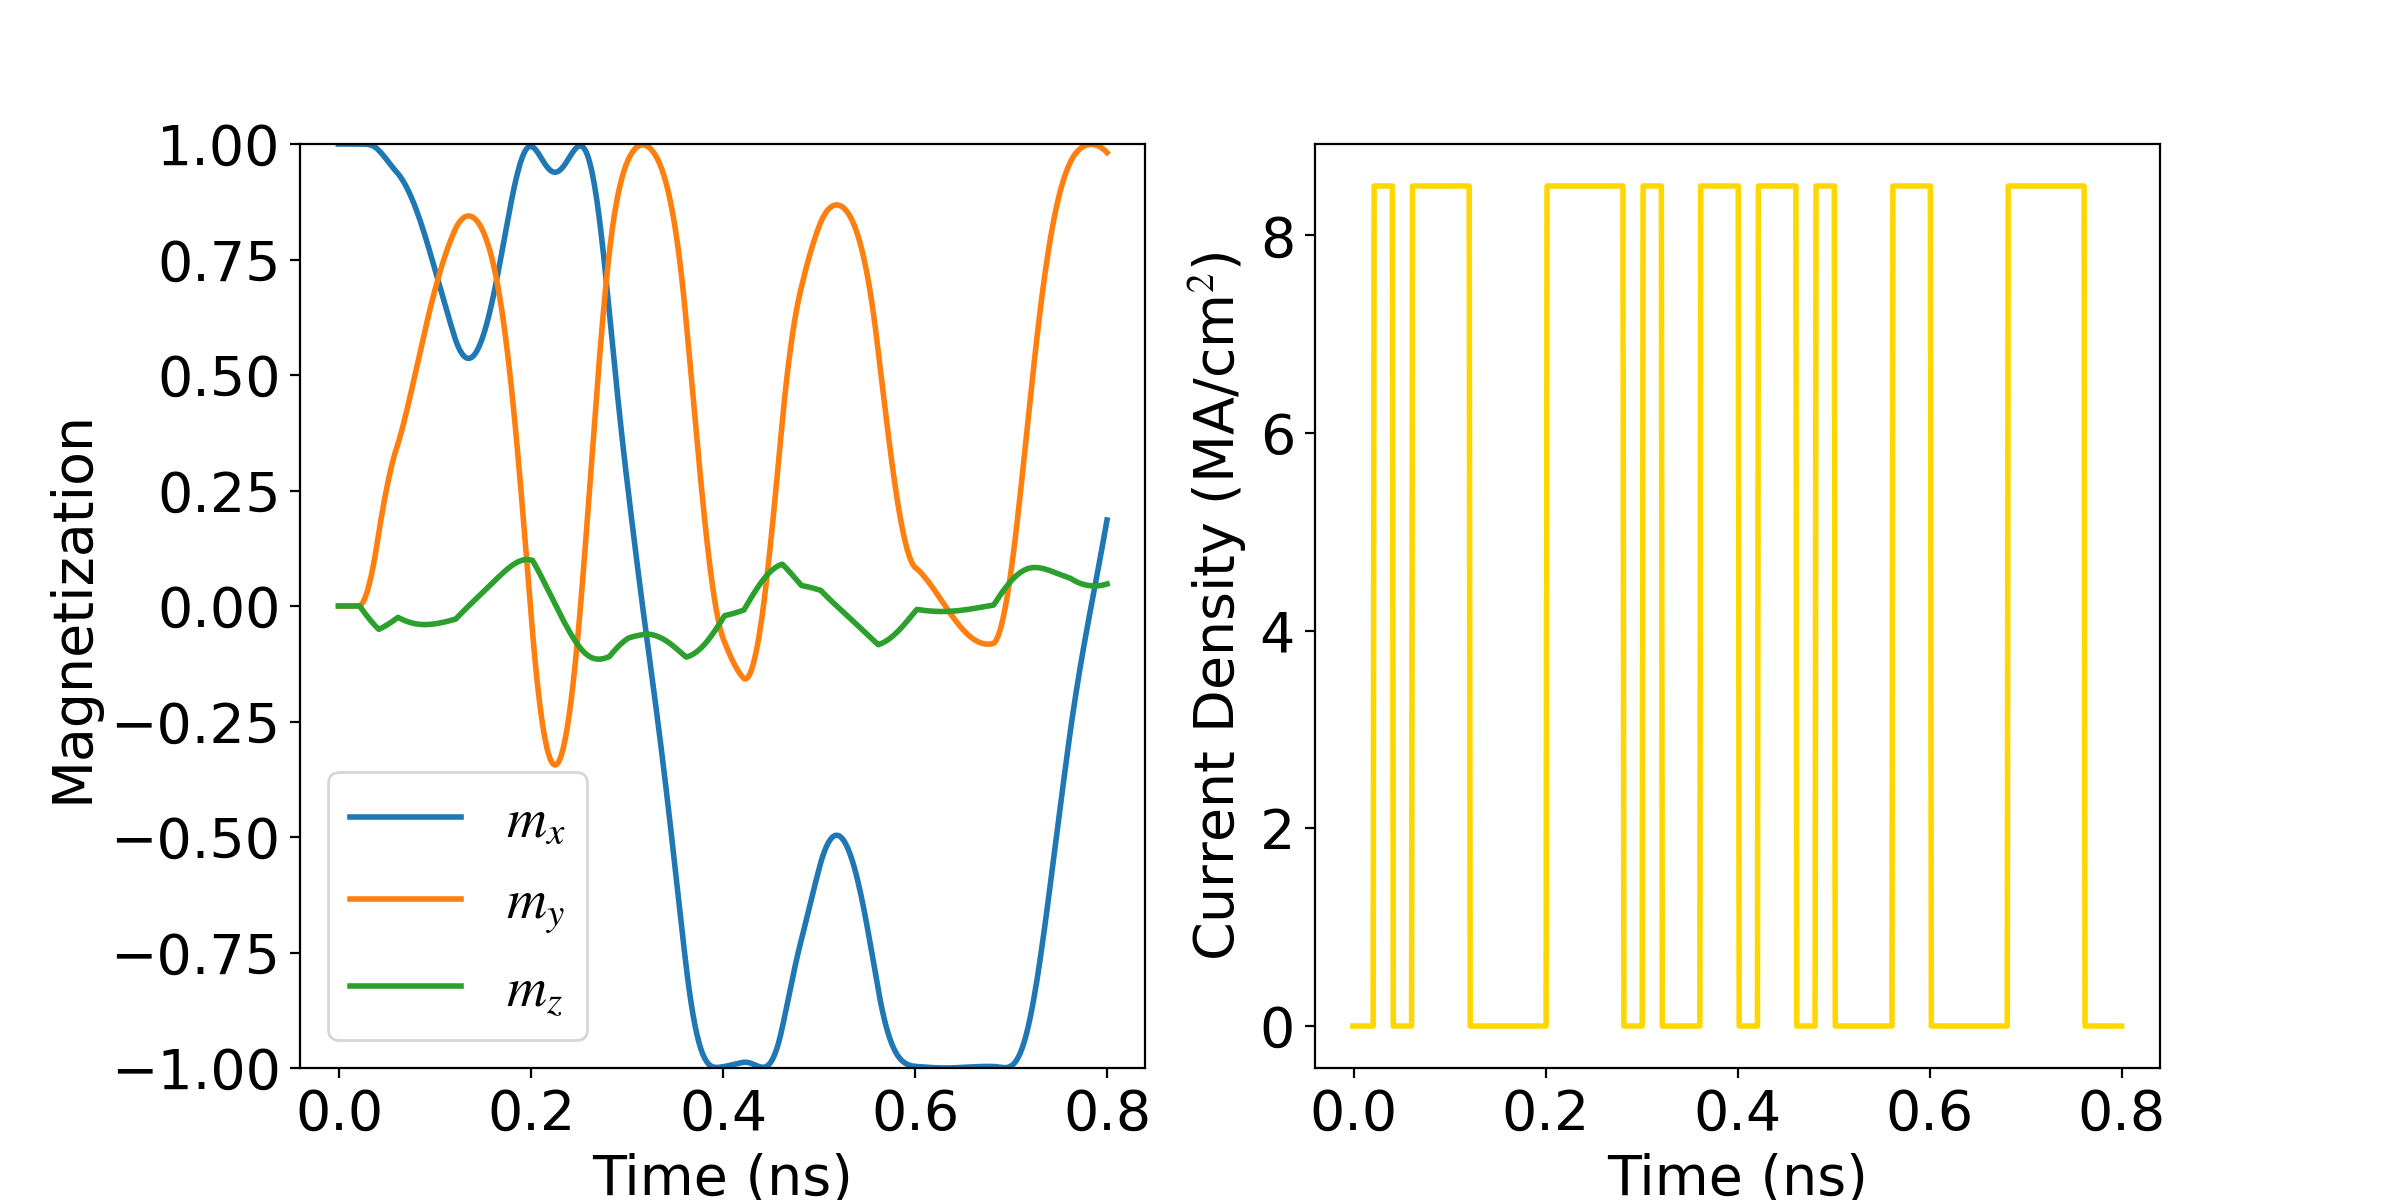 Magnetization
1.00
0.75
0.50
0.25
0.00
−0.25
−0.50
−0.75
−1.00
m_x
m_y
m_z
0.0 0.2 0.4 0.6 0.8
Time (ns)
Current Density (MA/cm²)
8
6
4
2
0
0.0 0.2 0.4 0.6 0.8
Time (ns)